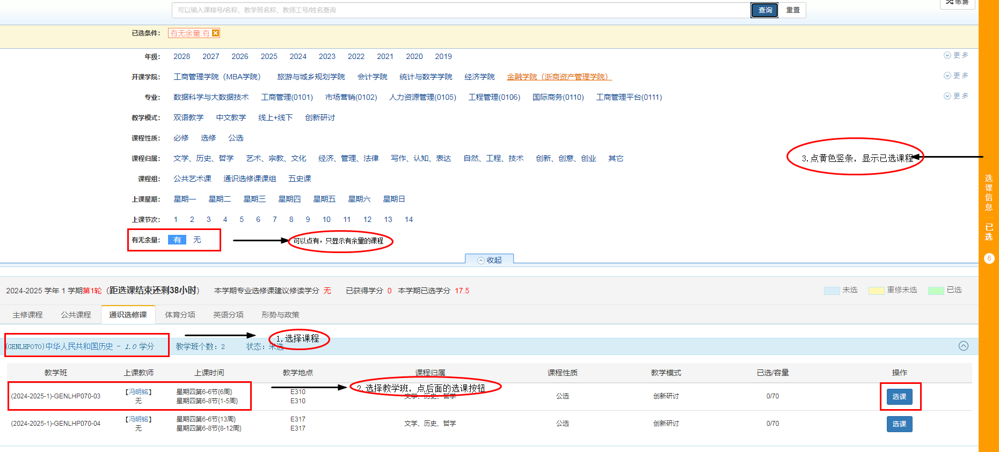 可以输入课程号/名称、教学班名称、教师工号/姓名查询 查询 重置 缴费
已选条件: 有无余量:有
年级: 2028 2027 2026 2025 2024 2023 2022 2021 2020 2019 更多
开课学院: 工商管理学院（MBA学院） 旅游与城乡规划学院 会计学院 统计与数学学院 经济学院 金融学院（浙商资产管理学院） 更多
专业: 数据科学与大数据技术 工商管理(0101) 市场营销(0102) 人力资源管理(0105) 工程管理(0106) 国际商务(0110) 工商管理平台(0111) 更多
教学模式: 双语教学 中文教学 线上+线下 创新研讨
课程性质: 必修 选修 公选
课程归属: 文学、历史、哲学 艺术、宗教、文化 经济、管理、法律 写作、认知、表达 自然、工程、技术 创新、创意、创业 其它
3.点黄色竖条，显示已选课程
课程组: 公共艺术课 通识选修课课组 五史课
上课星期: 星期一 星期二 星期三 星期四 星期五 星期六 星期日
上课节次: 1 2 3 4 5 6 7 8 9 10 11 12 13 14
有无余量: 有 无
可以点有，只显示有余量的课程
收起
选课信息 已选 6
2024-2025 学年 1 学期第1轮（距选课结束还剩38小时） 本学期专业选修课建议修读学分 无 已获得学分 0 本学期已选学分 17.5 未选 重修未选 已选
主修课程 公共课程 通识选修课 体育分项 英语分项 形势与政策
1.选择课程
(GENLHP070)中华人民共和国历史 - 1.0 学分 教学班个数: 2 状态: 未选
教学班 上课教师 上课时间 教学地点 课程归属 课程性质 教学模式 已选/容量 操作
2.选择教学班，点后面的选课按钮
(2024-2025-1)-GENLHP070-03 【冯明铭】 无 星期四第6-6节{6周} 星期四第6-8节{1-5周} E310 E310 文学、历史、哲学 公选 创新研讨 0/70 选课
(2024-2025-1)-GENLHP070-04 【冯明铭】 无 星期四第6-6节{13周} 星期四第6-8节{8-12周} E317 E317 文学、历史、哲学 公选 创新研讨 0/70 选课